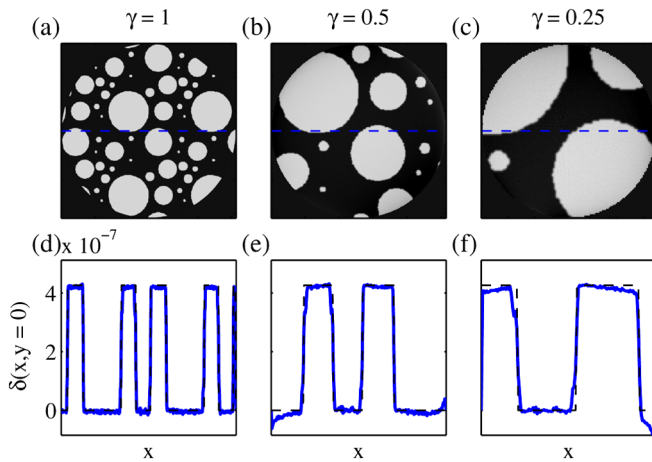 γ = 1
γ = 0.5
γ = 0.25
(a)
(b)
(c)
(d) x 10⁻⁷
(e)
(f)
4
2
0
δ(x,y = 0)
x
x
x